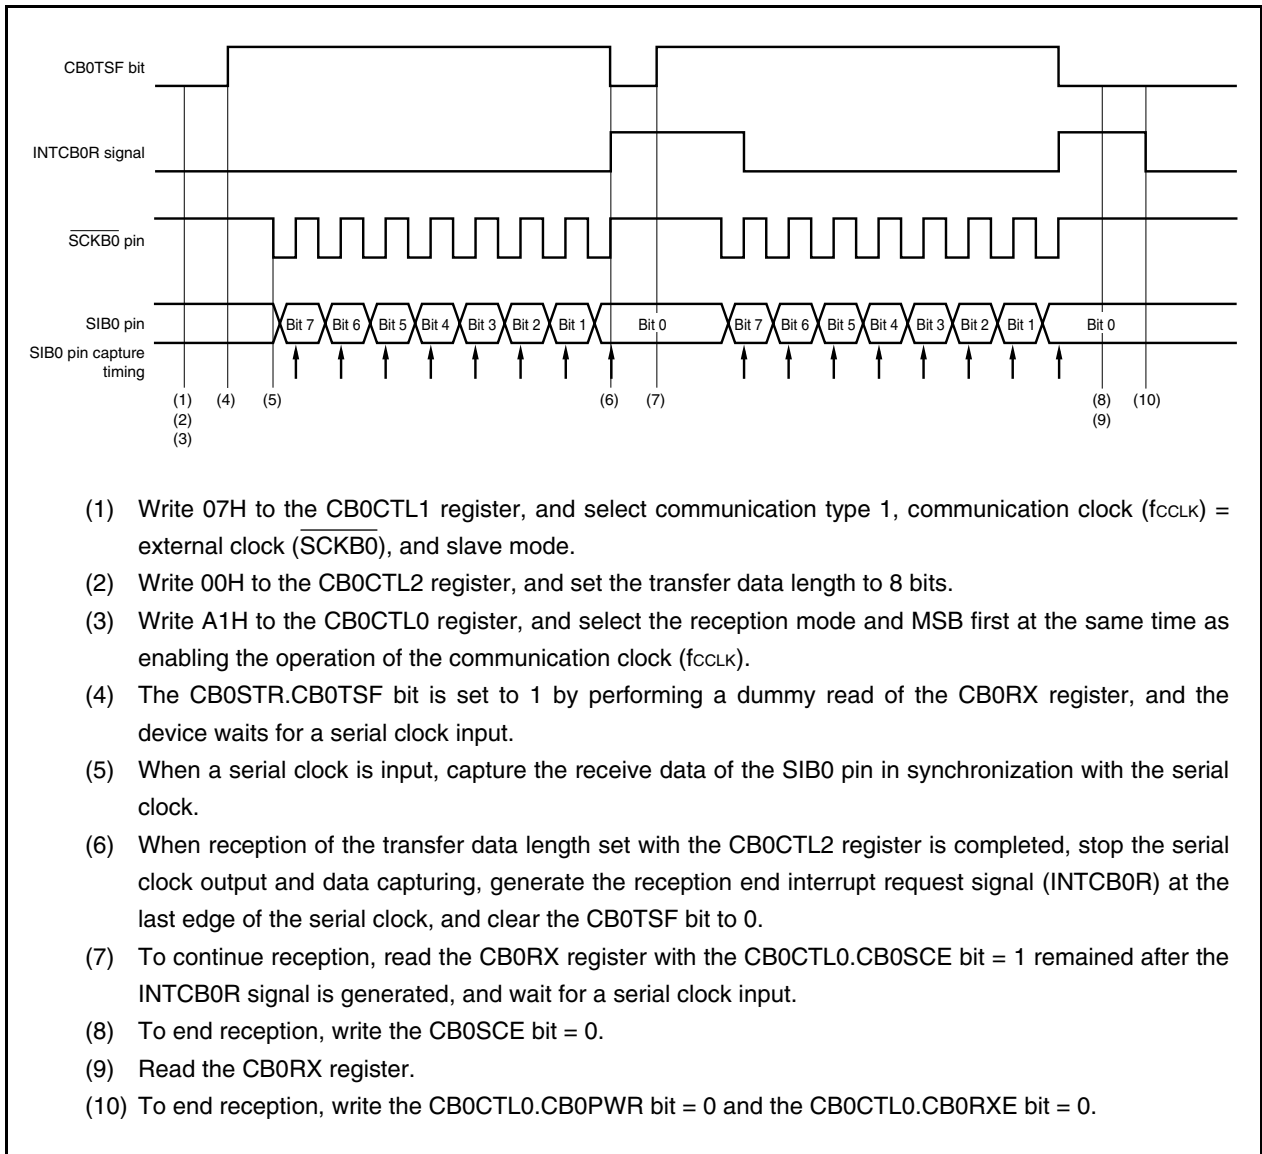 CB0TSF bit
INTCB0R signal
SCKB0 pin
SIB0 pin
Bit 7 Bit 6 Bit 5 Bit 4 Bit 3 Bit 2 Bit 1 Bit 0 Bit 7 Bit 6 Bit 5 Bit 4 Bit 3 Bit 2 Bit 1 Bit 0
SIB0 pin capture
timing
(1) (4) (5) (6) (7) (8) (10)
(2) (9)
(3)
(1) Write 07H to the CB0CTL1 register, and select communication type 1, communication clock (fCCLK) =
external clock (SCKB0), and slave mode.
(2) Write 00H to the CB0CTL2 register, and set the transfer data length to 8 bits.
(3) Write A1H to the CB0CTL0 register, and select the reception mode and MSB first at the same time as
enabling the operation of the communication clock (fCCLK).
(4) The CB0STR.CB0TSF bit is set to 1 by performing a dummy read of the CB0RX register, and the
device waits for a serial clock input.
(5) When a serial clock is input, capture the receive data of the SIB0 pin in synchronization with the serial
clock.
(6) When reception of the transfer data length set with the CB0CTL2 register is completed, stop the serial
clock output and data capturing, generate the reception end interrupt request signal (INTCB0R) at the
last edge of the serial clock, and clear the CB0TSF bit to 0.
(7) To continue reception, read the CB0RX register with the CB0CTL0.CB0SCE bit = 1 remained after the
INTCB0R signal is generated, and wait for a serial clock input.
(8) To end reception, write the CB0SCE bit = 0.
(9) Read the CB0RX register.
(10) To end reception, write the CB0CTL0.CB0PWR bit = 0 and the CB0CTL0.CB0RXE bit = 0.